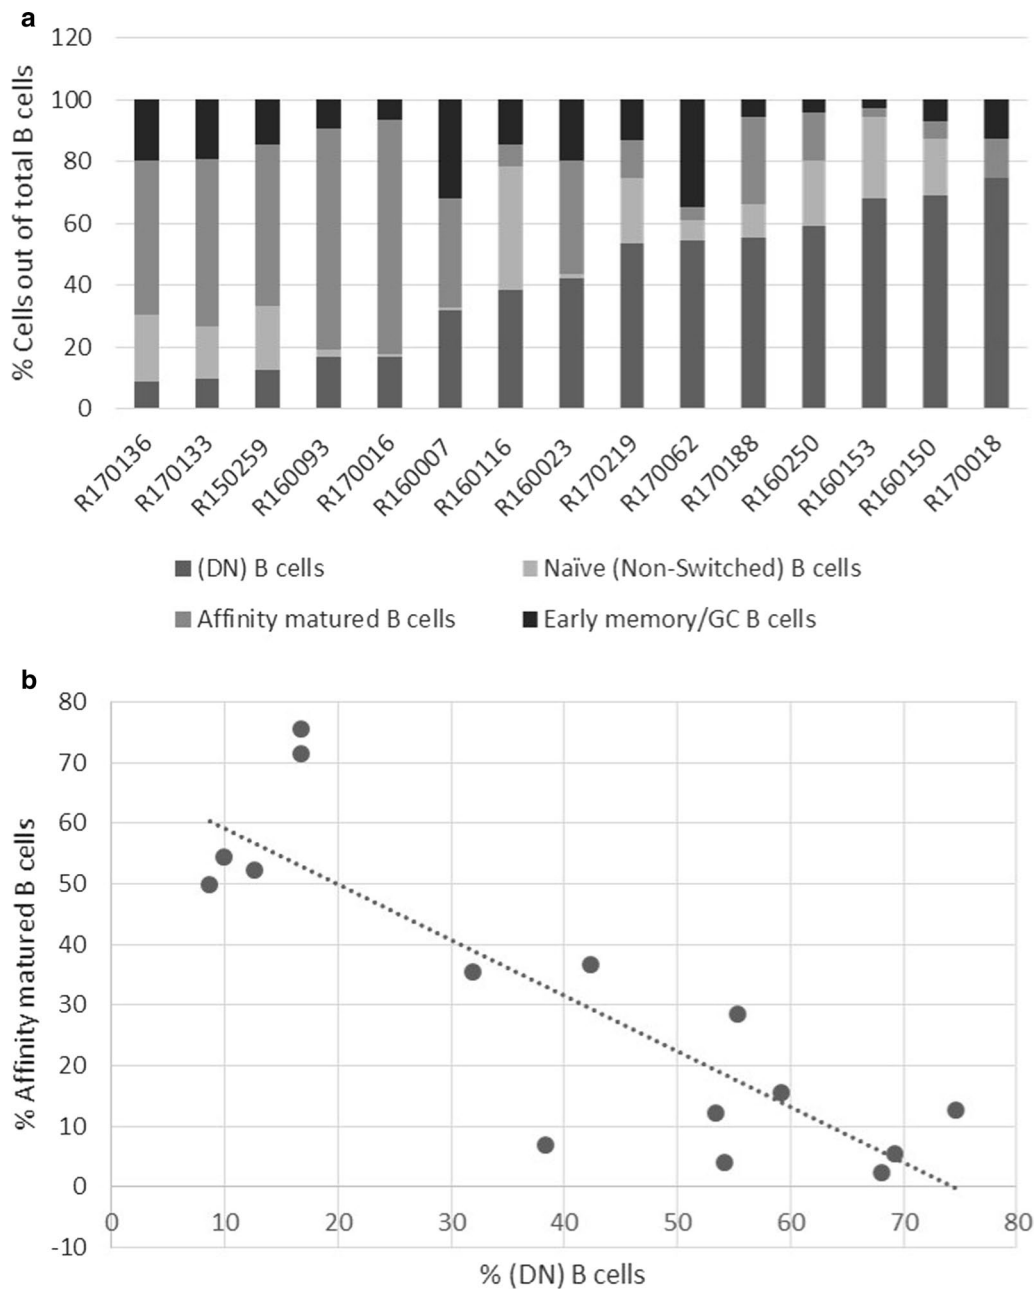 a
% Cells out of total B cells
120
100
80
60
40
20
0
R170136
R170133
R150259
R160093
R170016
R160007
R160116
R160023
R170219
R170062
R170188
R160250
R160153
R160150
R170018
(DN) B cells
Naïve (Non-Switched) B cells
Affinity matured B cells
Early memory/GC B cells
b
% Affinity matured B cells
80
70
60
50
40
30
20
10
0
-10
0 10 20 30 40 50 60 70 80
% (DN) B cells